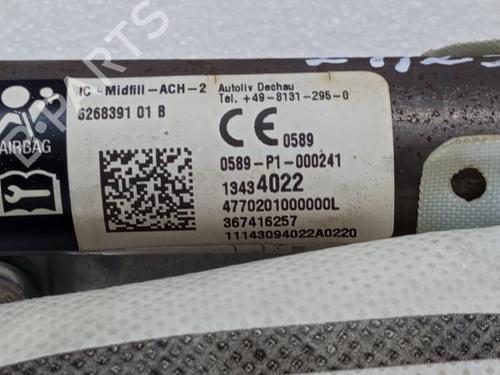 IC-Midfill-ACH-2
6268391 01 B
Autoliv Dachau
Tel. +49-8131-295-0
AIRBAG
CE 0589
0589-P1-000241
13434022
4770201000000L
367416257
11143094022A0220